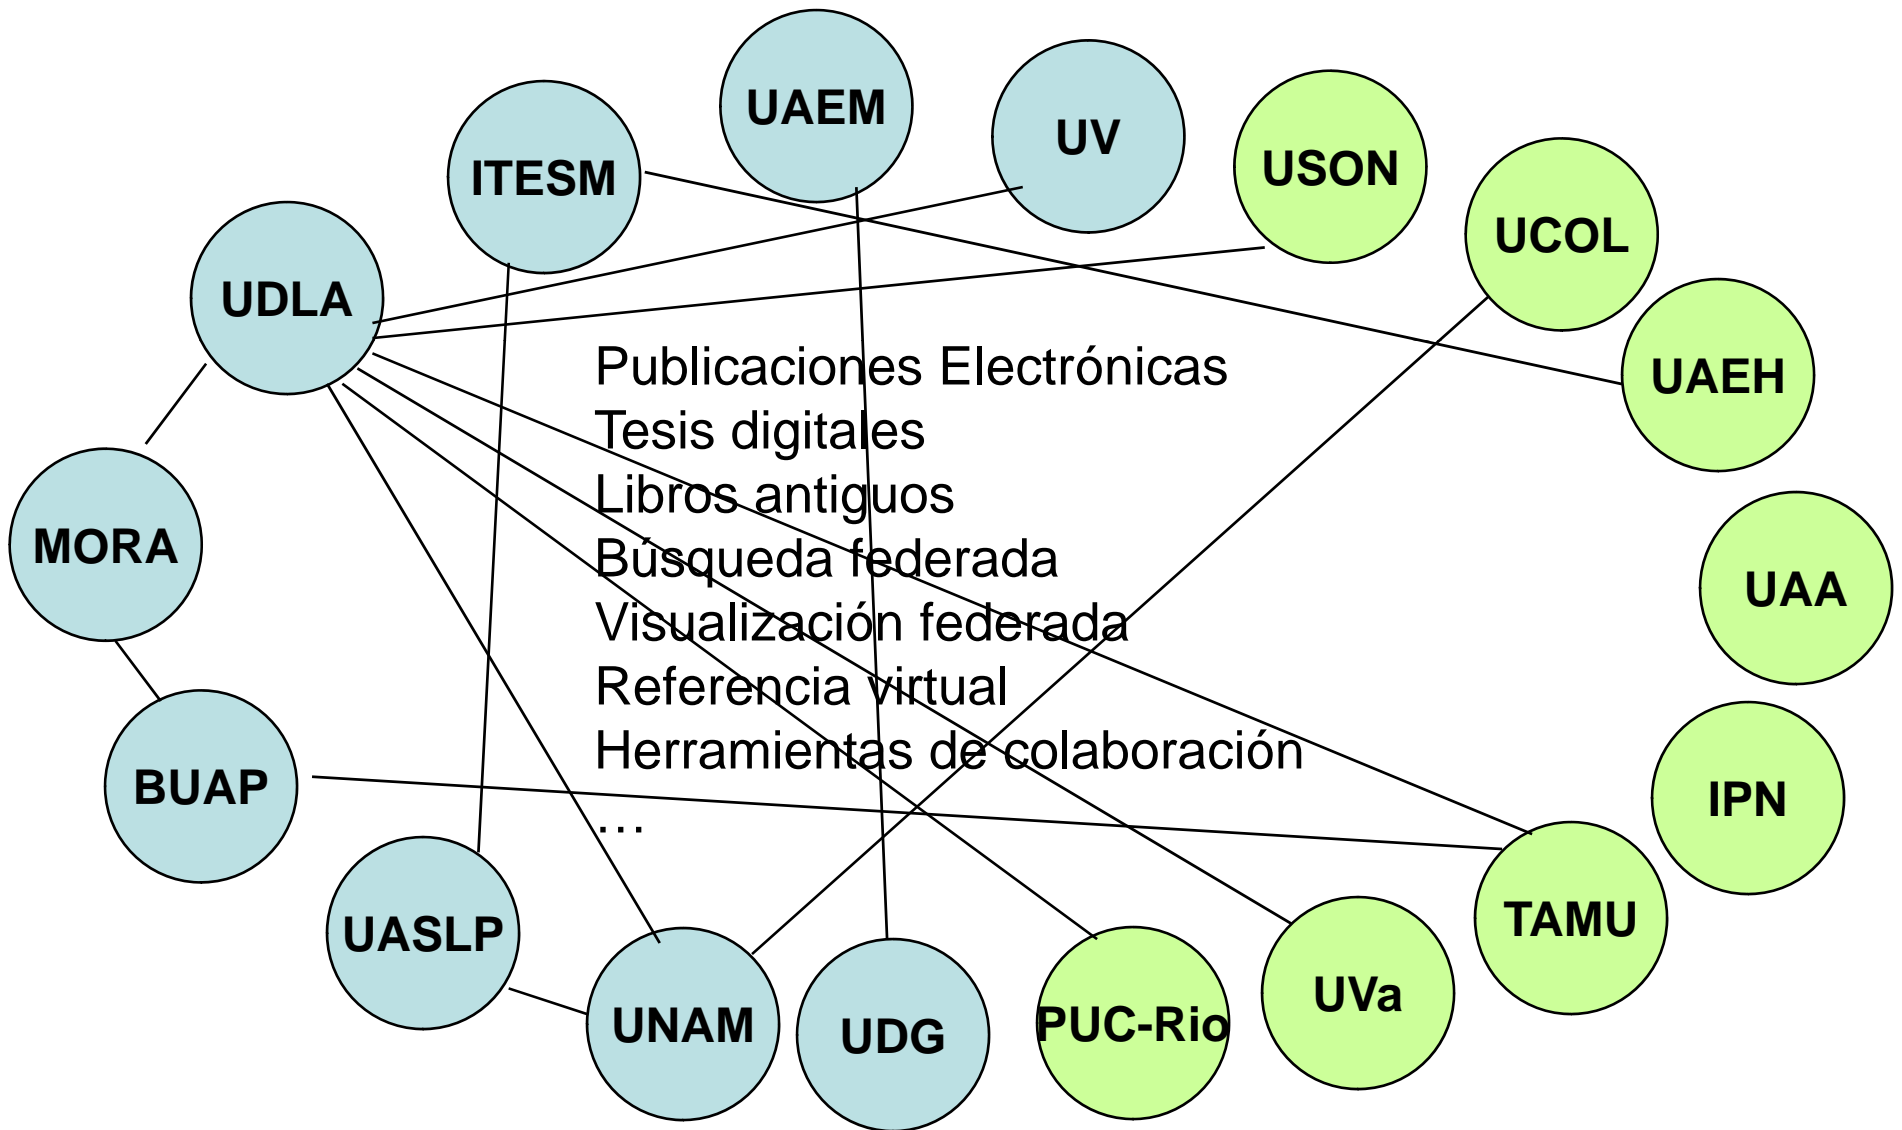 UAEM
UV
ITESM
USON
UCOL
UDLA
UAEH
Publicaciones Electrónicas
Tesis digitales
Libros antiguos
Búsqueda federada
Visualización federada
Referencia virtual
Herramientas de colaboración
…
MORA
UAA
BUAP
IPN
UASLP
TAMU
UNAM
UDG
PUC-Rio
UVa